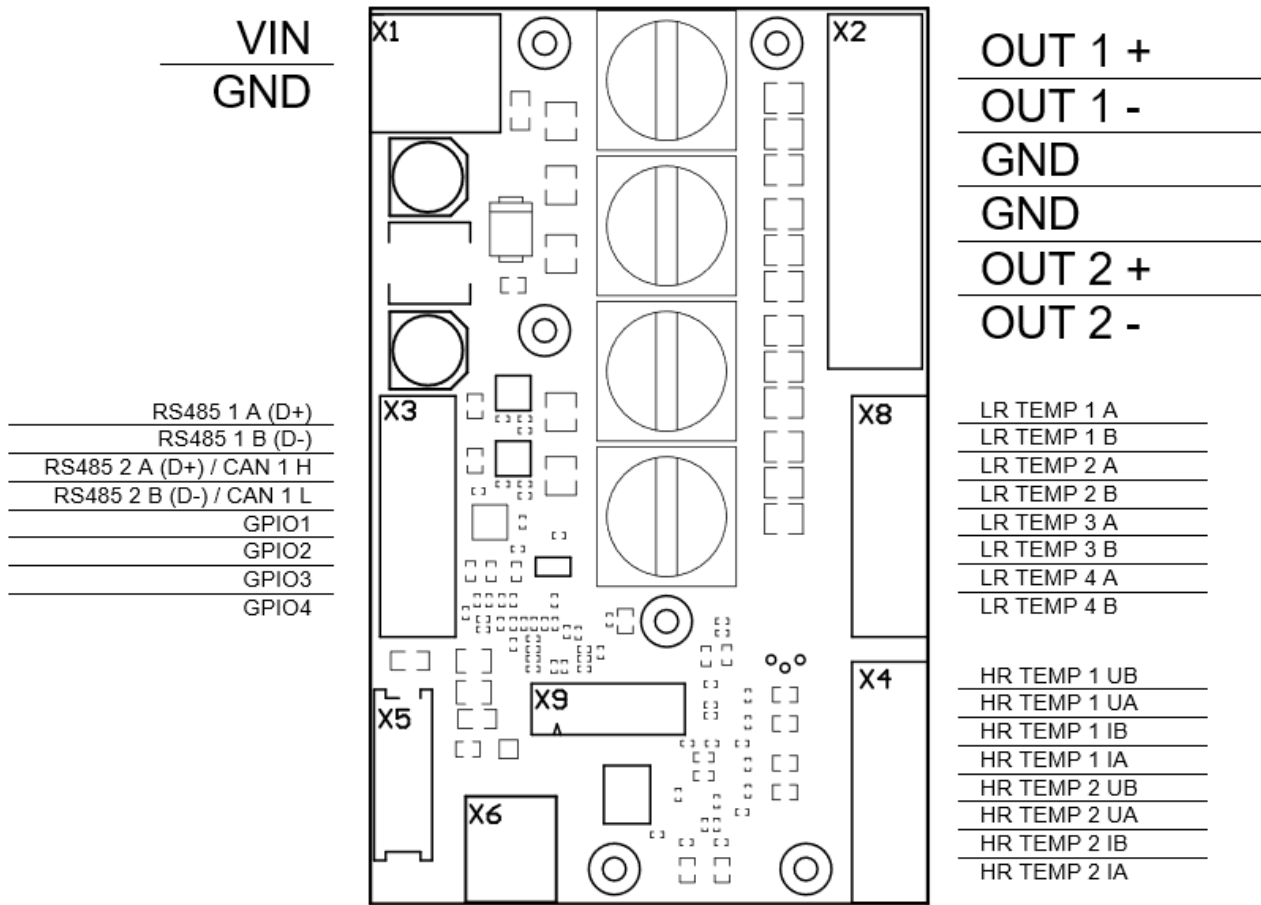 VIN
GND
X1
X2
OUT 1 +
OUT 1 -
GND
GND
OUT 2 +
OUT 2 -
RS485 1 A (D+)
RS485 1 B (D-)
RS485 2 A (D+) / CAN 1 H
RS485 2 B (D-) / CAN 1 L
GPIO1
GPIO2
GPIO3
GPIO4
X3
X8
LR TEMP 1 A
LR TEMP 1 B
LR TEMP 2 A
LR TEMP 2 B
LR TEMP 3 A
LR TEMP 3 B
LR TEMP 4 A
LR TEMP 4 B
X5
X9
X6
X4
HR TEMP 1 UB
HR TEMP 1 UA
HR TEMP 1 IB
HR TEMP 1 IA
HR TEMP 2 UB
HR TEMP 2 UA
HR TEMP 2 IB
HR TEMP 2 IA